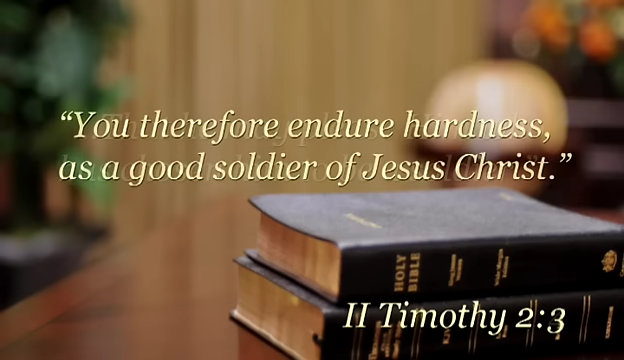 “You therefore endure hardness,
as a good soldier of Jesus Christ.”
HOLY
BIBLE
II Timothy 2:3